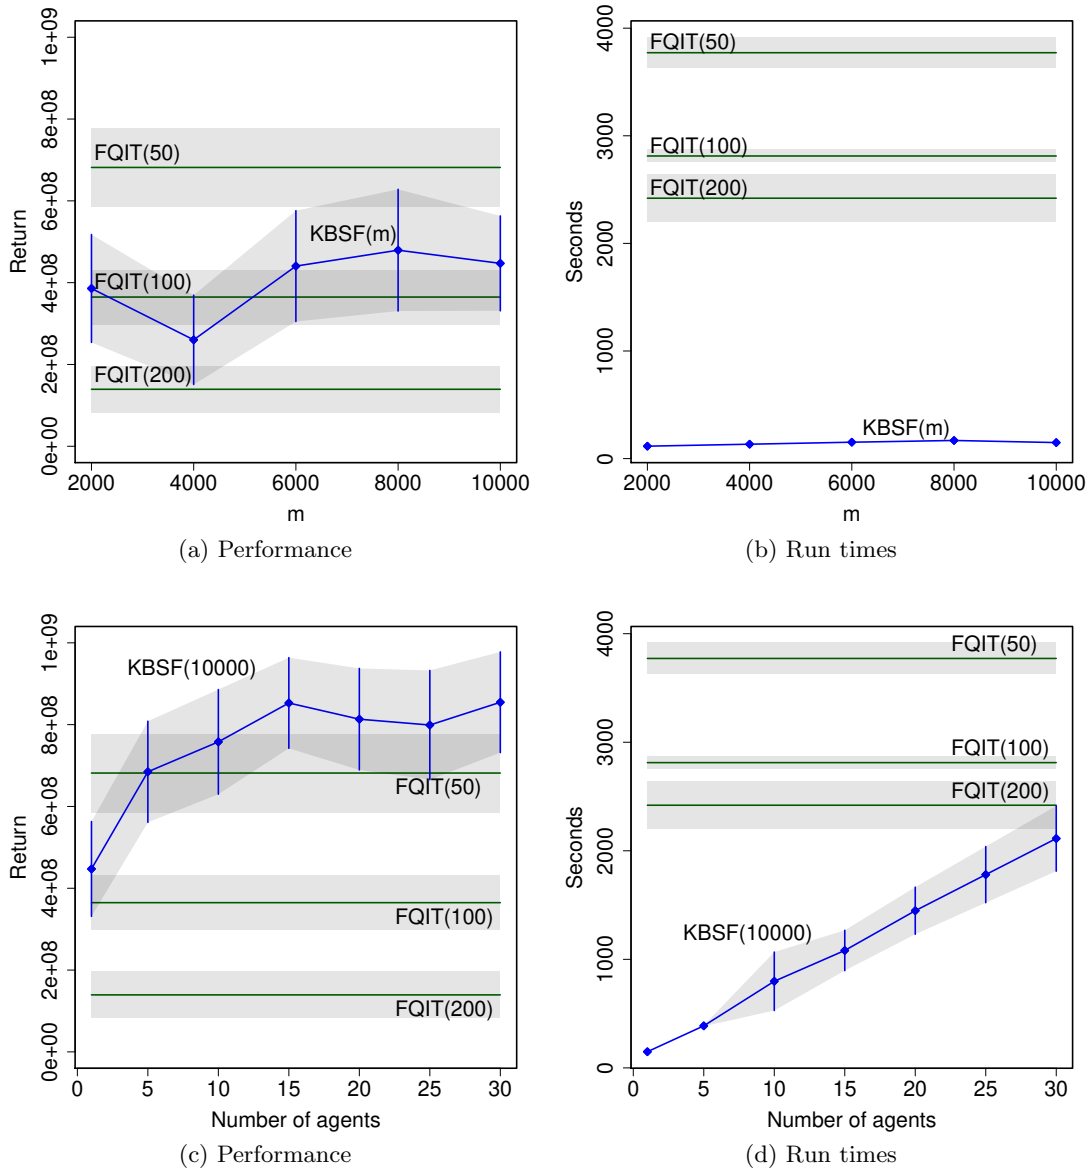 0e+00 2e+08 4e+08 6e+08 8e+08 1e+09
Return
FQIT(50)
KBSF(m)
FQIT(100)
FQIT(200)
2000 4000 6000 8000 10000
m
(a) Performance
0 1000 2000 3000 4000
Seconds
FQIT(50)
FQIT(100)
FQIT(200)
KBSF(m)
2000 4000 6000 8000 10000
m
(b) Run times
0e+00 2e+08 4e+08 6e+08 8e+08 1e+09
Return
KBSF(10000)
FQIT(50)
FQIT(100)
FQIT(200)
0 5 10 15 20 25 30
Number of agents
(c) Performance
0 1000 2000 3000 4000
Seconds
FQIT(50)
FQIT(100)
FQIT(200)
KBSF(10000)
0 5 10 15 20 25 30
Number of agents
(d) Run times